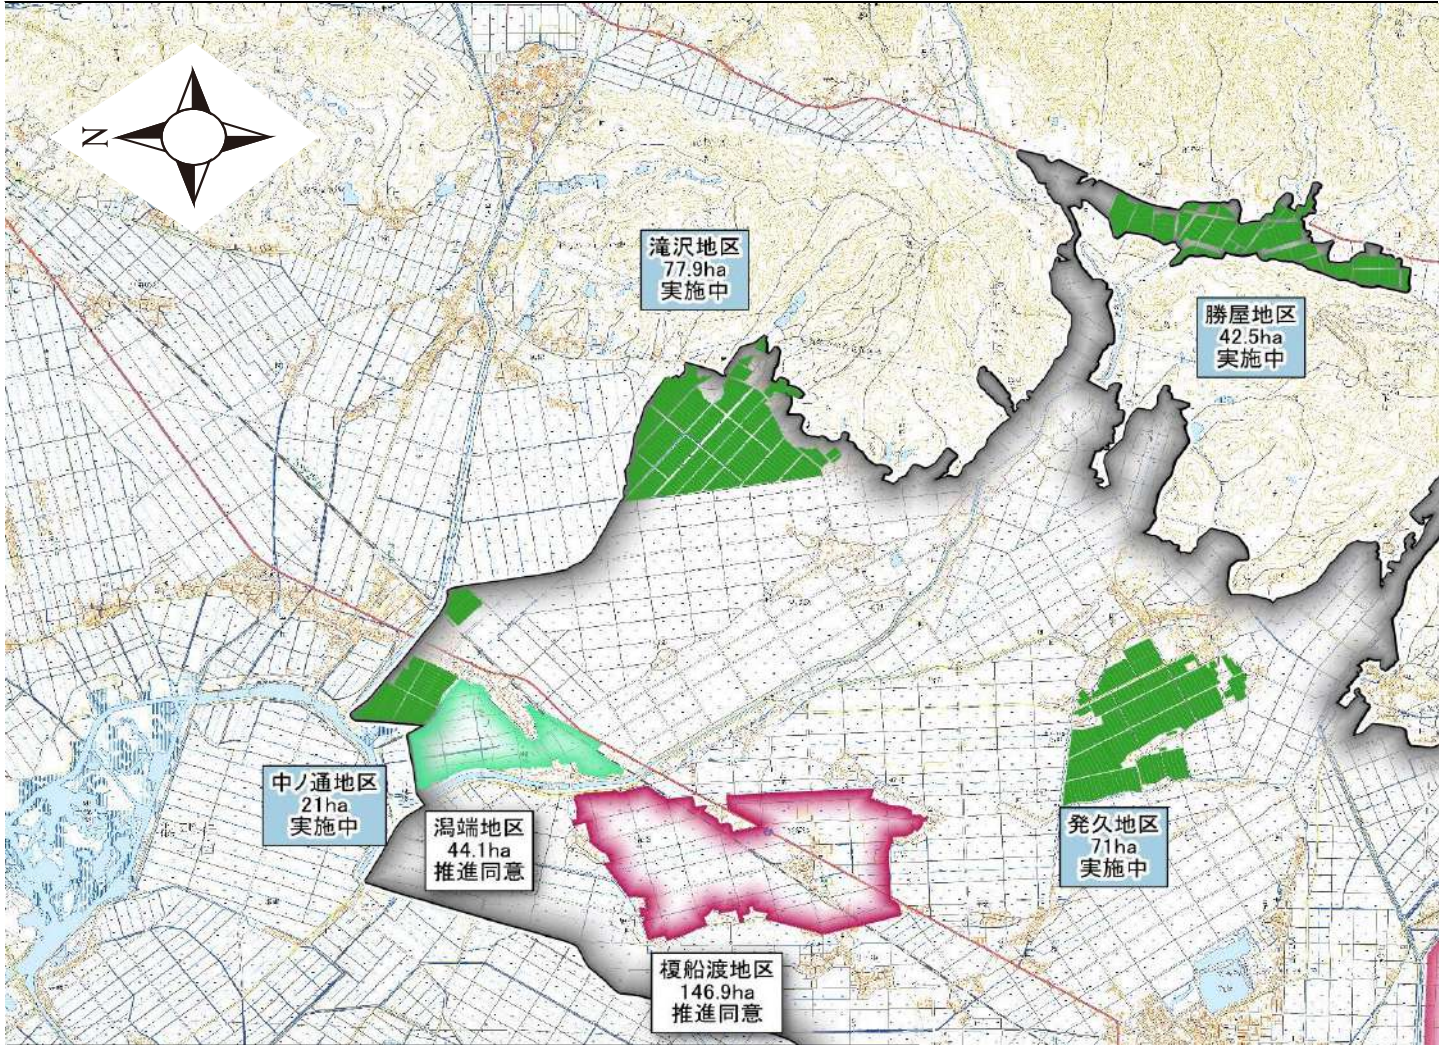 N
滝沢地区
77.9ha
実施中
勝屋地区
42.5ha
実施中
中ノ通地区
21ha
実施中
潟端地区
44.1ha
推進同意
発久地区
71ha
実施中
榎船渡地区
146.9ha
推進同意